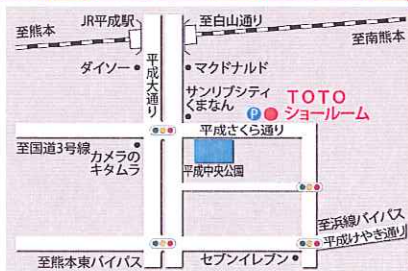 JR平成駅
至白山通り
至熊本
至南熊本
ダイソー
平成大通り
マクドナルド
サンリブシティ
くまなん
TOTO
ショールーム
P
平成さくら通り
至国道3号線
カメラの
キタムラ
平成中央公園
至浜線バイパス
平成けやき通り
至熊本東バイパス
セブンイレブン